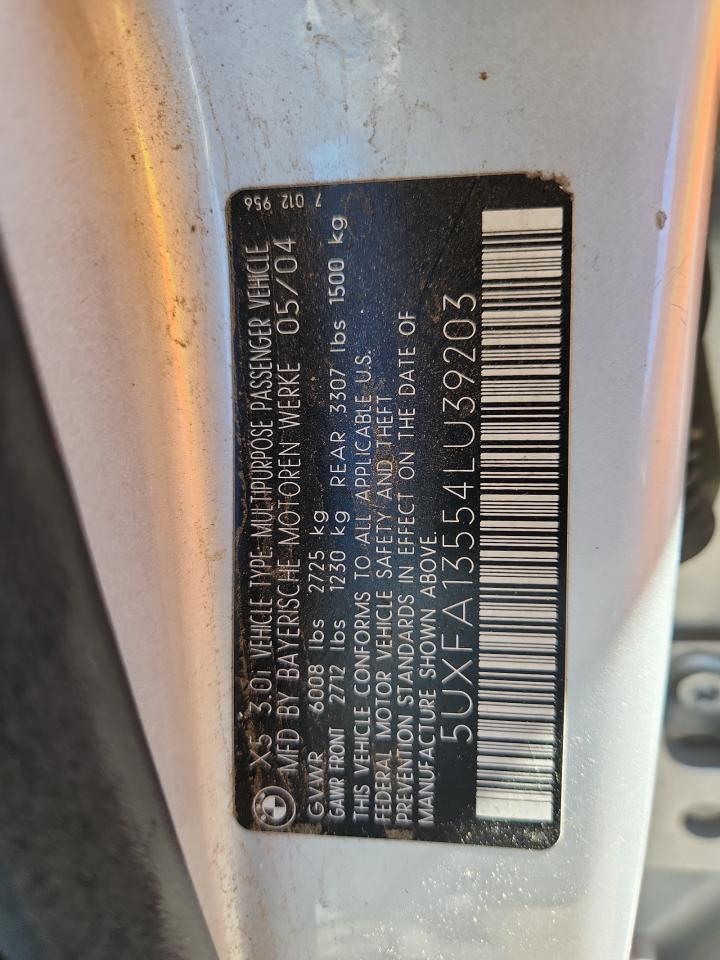 X5 3.0i VEHICLE TYPE: MULTIPURPOSE PASSENGER VEHICLE
7 012 956
MFD BY BAYERISCHE MOTOREN WERKE 05/04
GVWR 6008 lbs 2725 kg
GAWR FRONT 2712 lbs 1230 kg REAR 3307 lbs 1500 kg
THIS VEHICLE CONFORMS TO ALL APPLICABLE U.S.
FEDERAL MOTOR VEHICLE SAFETY AND THEFT
PREVENTION STANDARDS IN EFFECT ON THE DATE OF
MANUFACTURE SHOWN ABOVE.
5UXFA13554LU39203